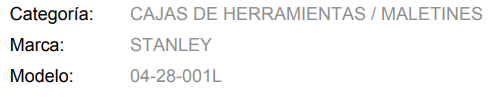 Categoría: CAJAS DE HERRAMIENTAS / MALETINES
Marca: STANLEY
Modelo: 04-28-001L